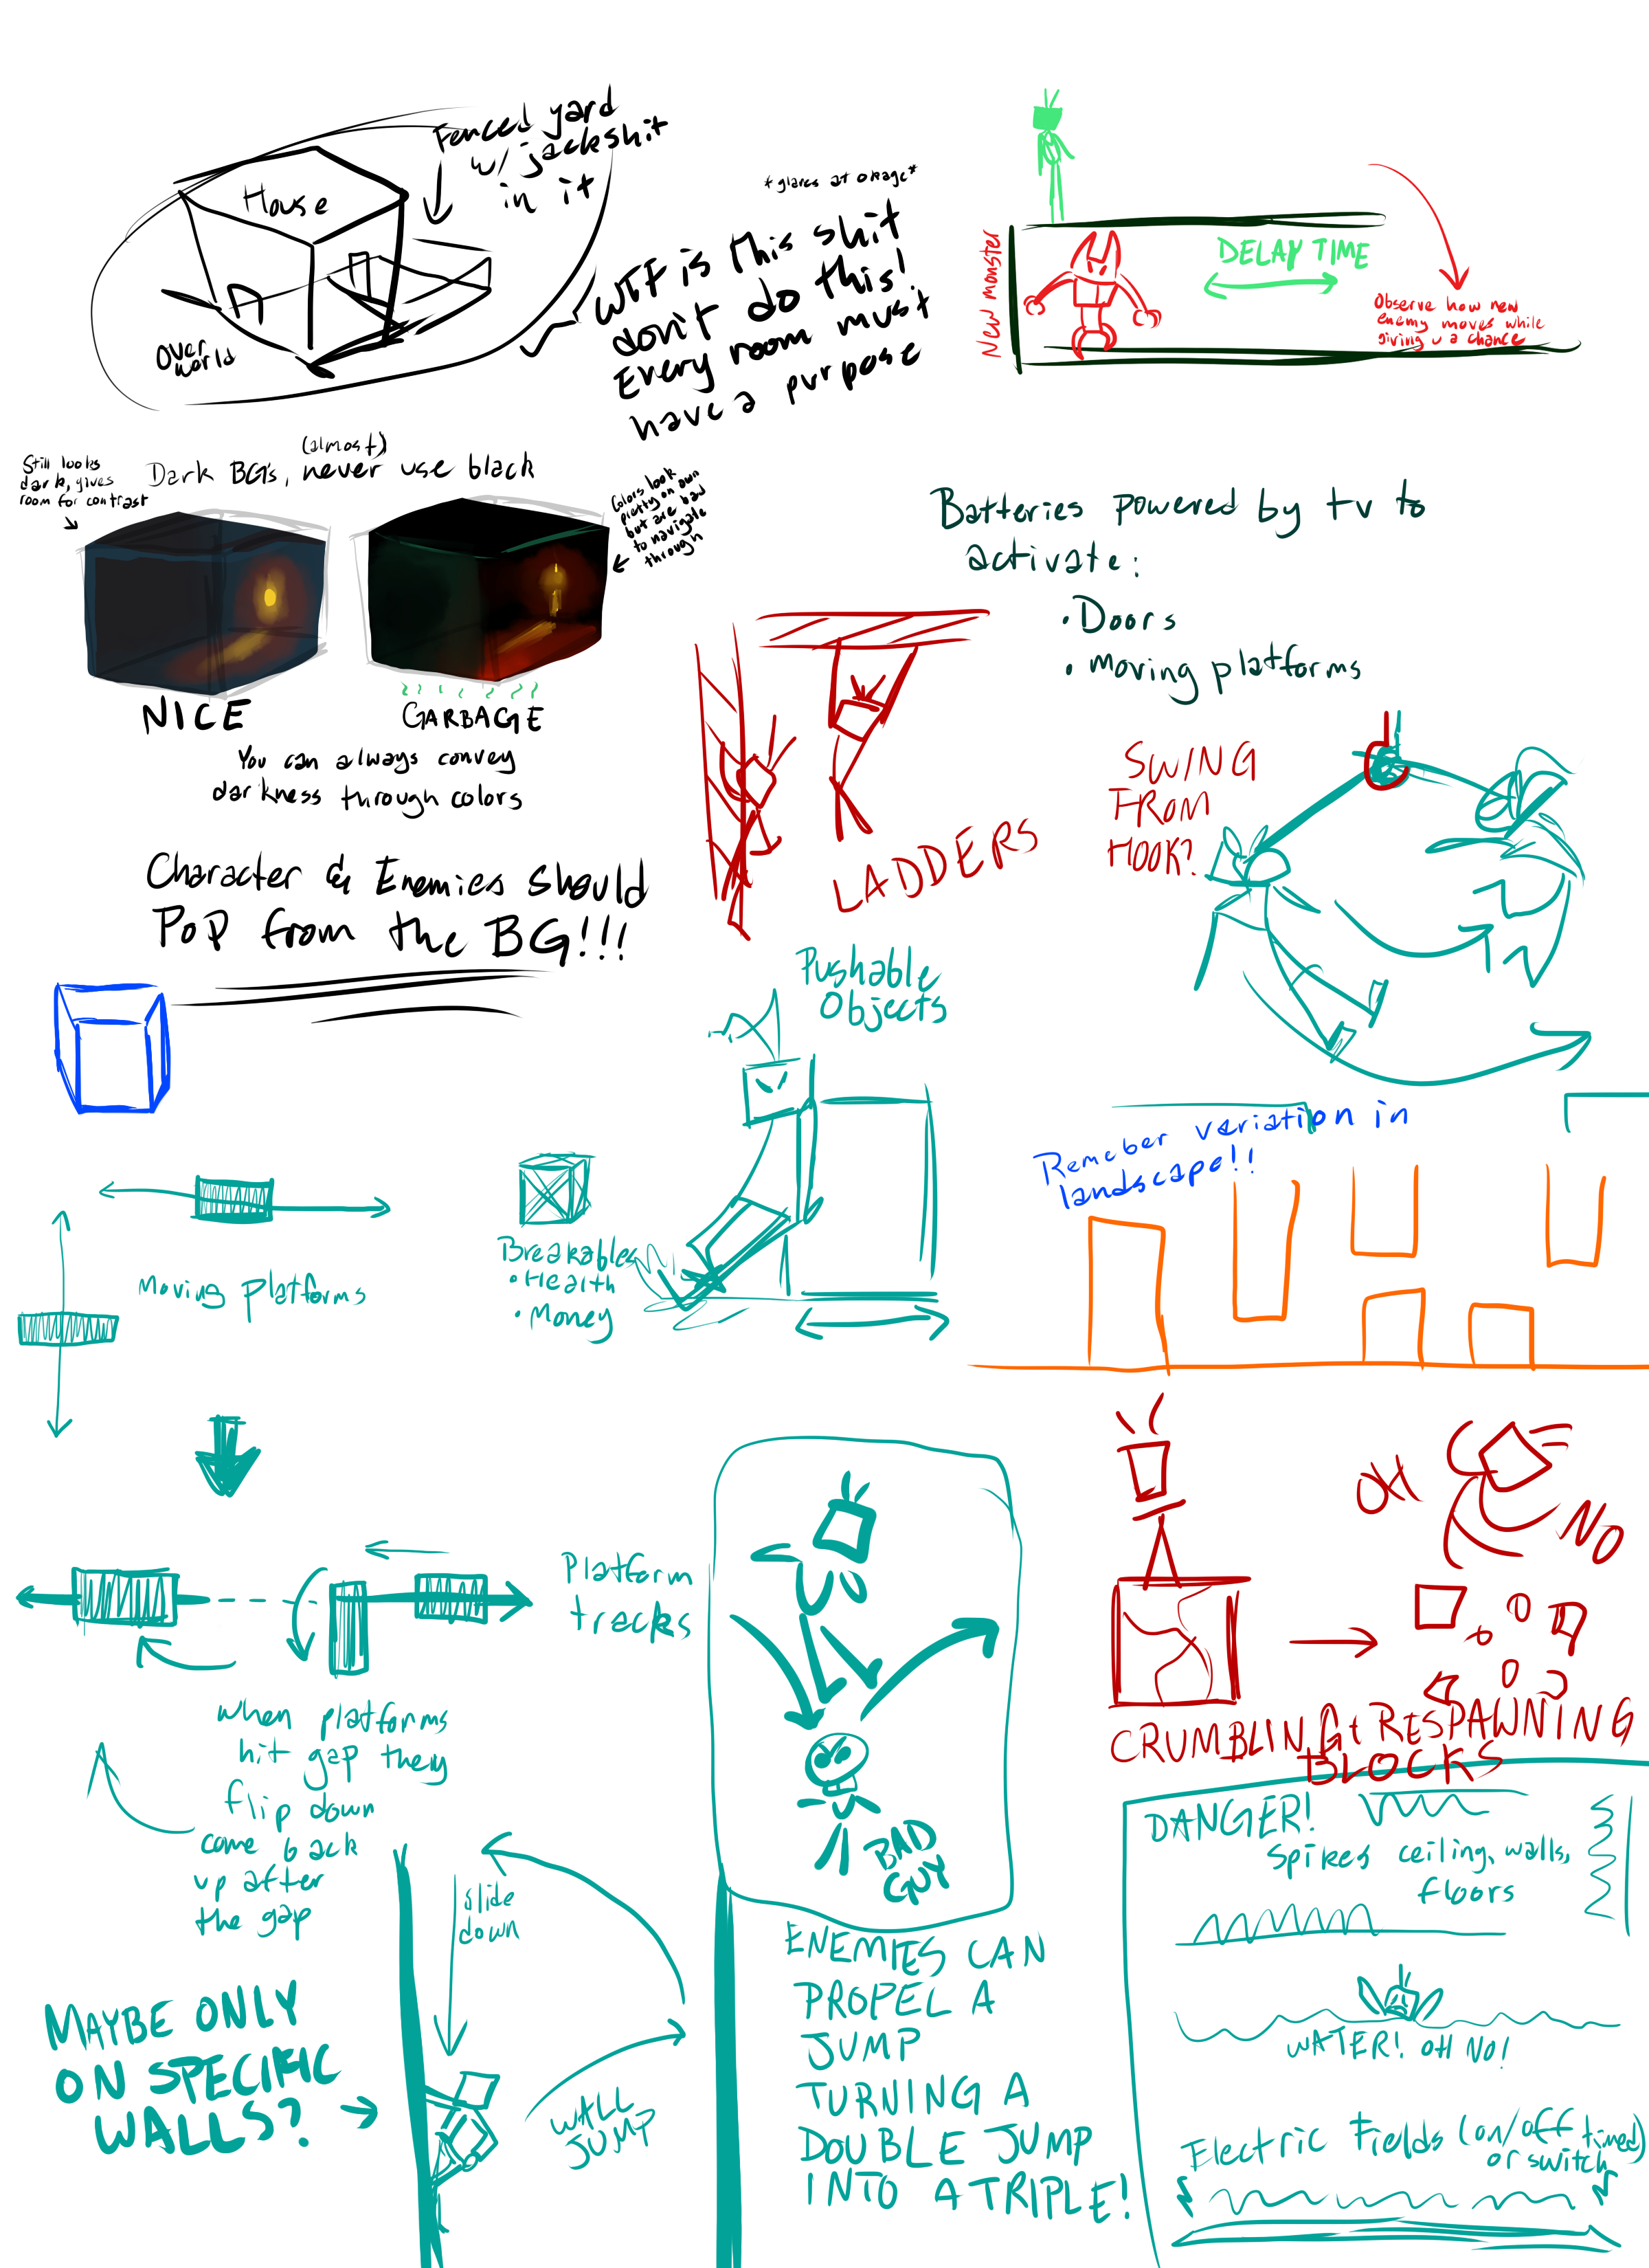 Fenced yard
w/ jackshit
in it
House
Over
world
*glares at onage*
WTF is this shit
don't do this!
Every room must
have a purpose
New monster
DELAY TIME
Observe how new
enemy moves while
giving u a chance
Still looks
dark, gives
room for contrast
Dark BG's, (almost) never use black
Colors look
pretty on own
but are bad
to navigate
through
NICE
GARBAGE
You can always convey
darkness through colors
Character & Enemies should
POP from the BG!!!
Batteries powered by tv to
activate:
• Doors
• moving platforms
LADDERS
SWING
FROM
HOOK?
Pushable
Objects
Remeber variation in
landscape!!
Moving Platforms
Breakables
• Health
• Money
Platform
tracks
when platforms
hit gap they
flip down
come back
up after
the gap
MAYBE ONLY
ON SPECIFIC
WALLS?
slide
down
WALL
JUMP
BAD
GUY
ENEMIES CAN
PROPEL A
JUMP
TURNING A
DOUBLE JUMP
INTO A TRIPLE!
OH
NO
CRUMBLING & RESPAWNING
BLOCKS
DANGER!
Spikes ceiling, walls,
floors
WATER! OH NO!
Electric Fields (on/off timed)
or switch